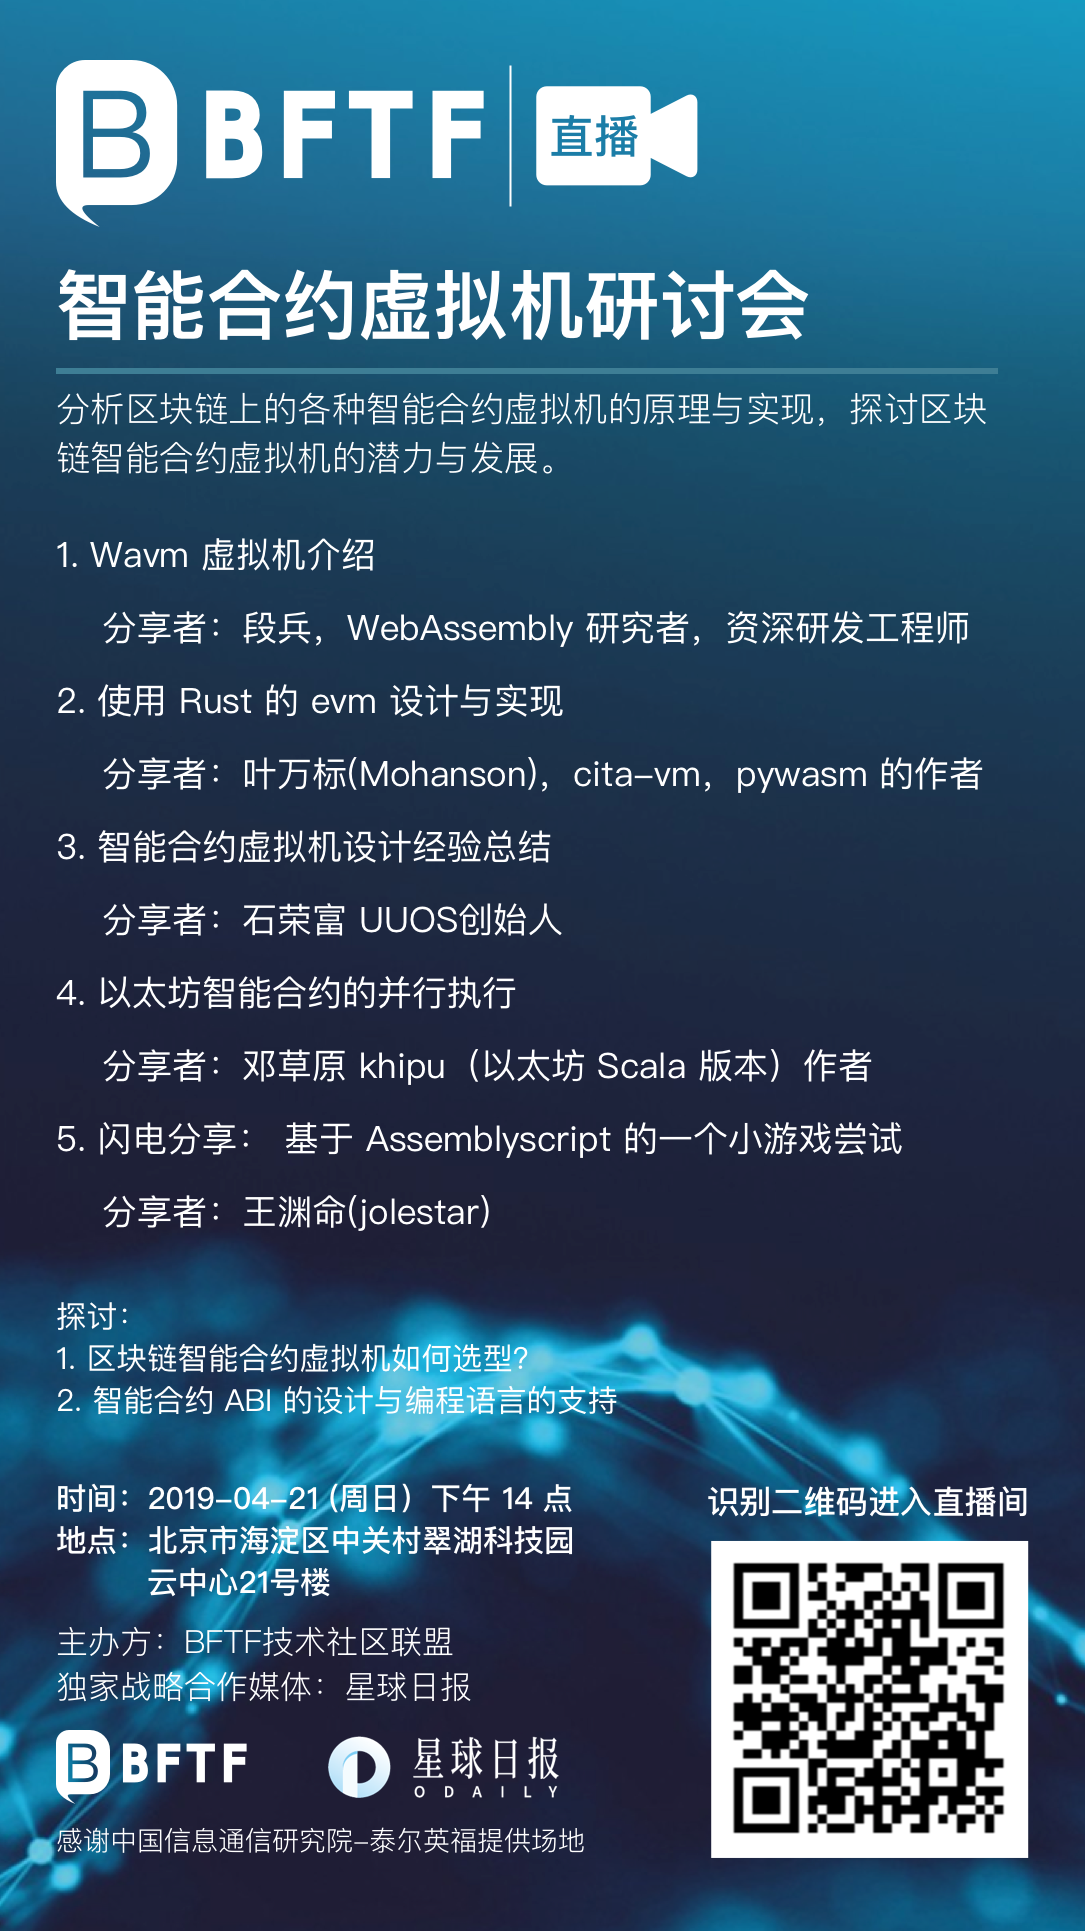 B BFTF 直播
智能合约虚拟机研讨会
分析区块链上的各种智能合约虚拟机的原理与实现，探讨区块
链智能合约虚拟机的潜力与发展。
1. Wavm 虚拟机介绍
分享者：段兵，WebAssembly 研究者，资深研发工程师
2. 使用 Rust 的 evm 设计与实现
分享者：叶万标(Mohanson)，cita-vm，pywasm 的作者
3. 智能合约虚拟机设计经验总结
分享者：石荣富 UUOS创始人
4. 以太坊智能合约的并行执行
分享者：邓草原 khipu（以太坊 Scala 版本）作者
5. 闪电分享： 基于 Assemblyscript 的一个小游戏尝试
分享者：王渊命(jolestar)
探讨：
1. 区块链智能合约虚拟机如何选型?
2. 智能合约 ABI 的设计与编程语言的支持
时间：2019-04-21 (周日）下午 14 点
地点：北京市海淀区中关村翠湖科技园
云中心21号楼
识别二维码进入直播间
主办方：BFTF技术社区联盟
独家战略合作媒体：星球日报
B BFTF
星球日报
ODAILY
感谢中国信息通信研究院-泰尔英福提供场地